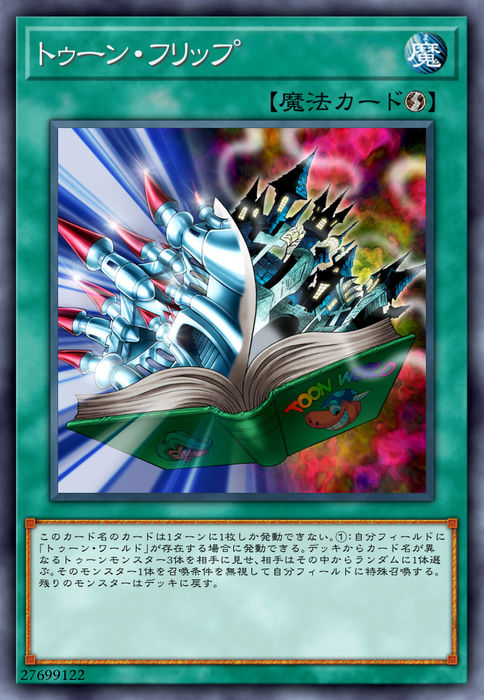 トゥーン・フリップ
魔
【魔法カード】
TOON W
このカード名のカードは1ターンに1枚しか発動できない。①:自分フィールドに
「トゥーン・ワールド」が存在する場合に発動できる。デッキからカード名が異
なるトゥーンモンスター3体を相手に見せ、相手はその中からランダムに1体選
ぶ。そのモンスター1体を召喚条件を無視して自分フィールドに特殊召喚する。
残りのモンスターはデッキに戻す。
27699122